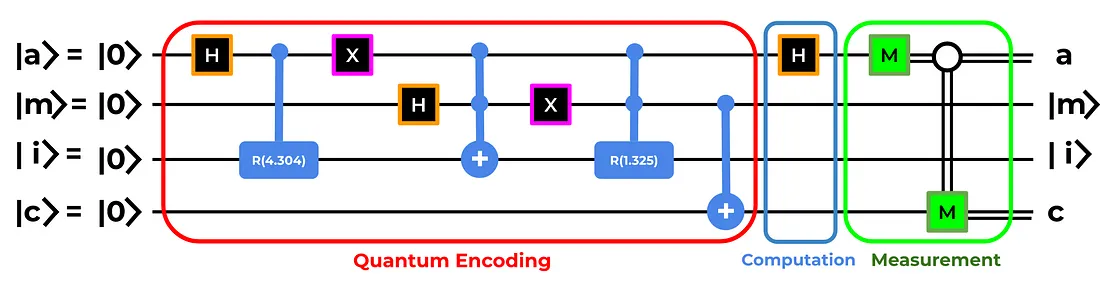 |a⟩ = |0⟩ H X H M a
|m⟩ = |0⟩ H X |m⟩
| i⟩ = |0⟩ R(4.304) + R(1.325) | i⟩
|c⟩ = |0⟩ + M c
Quantum Encoding Computation Measurement